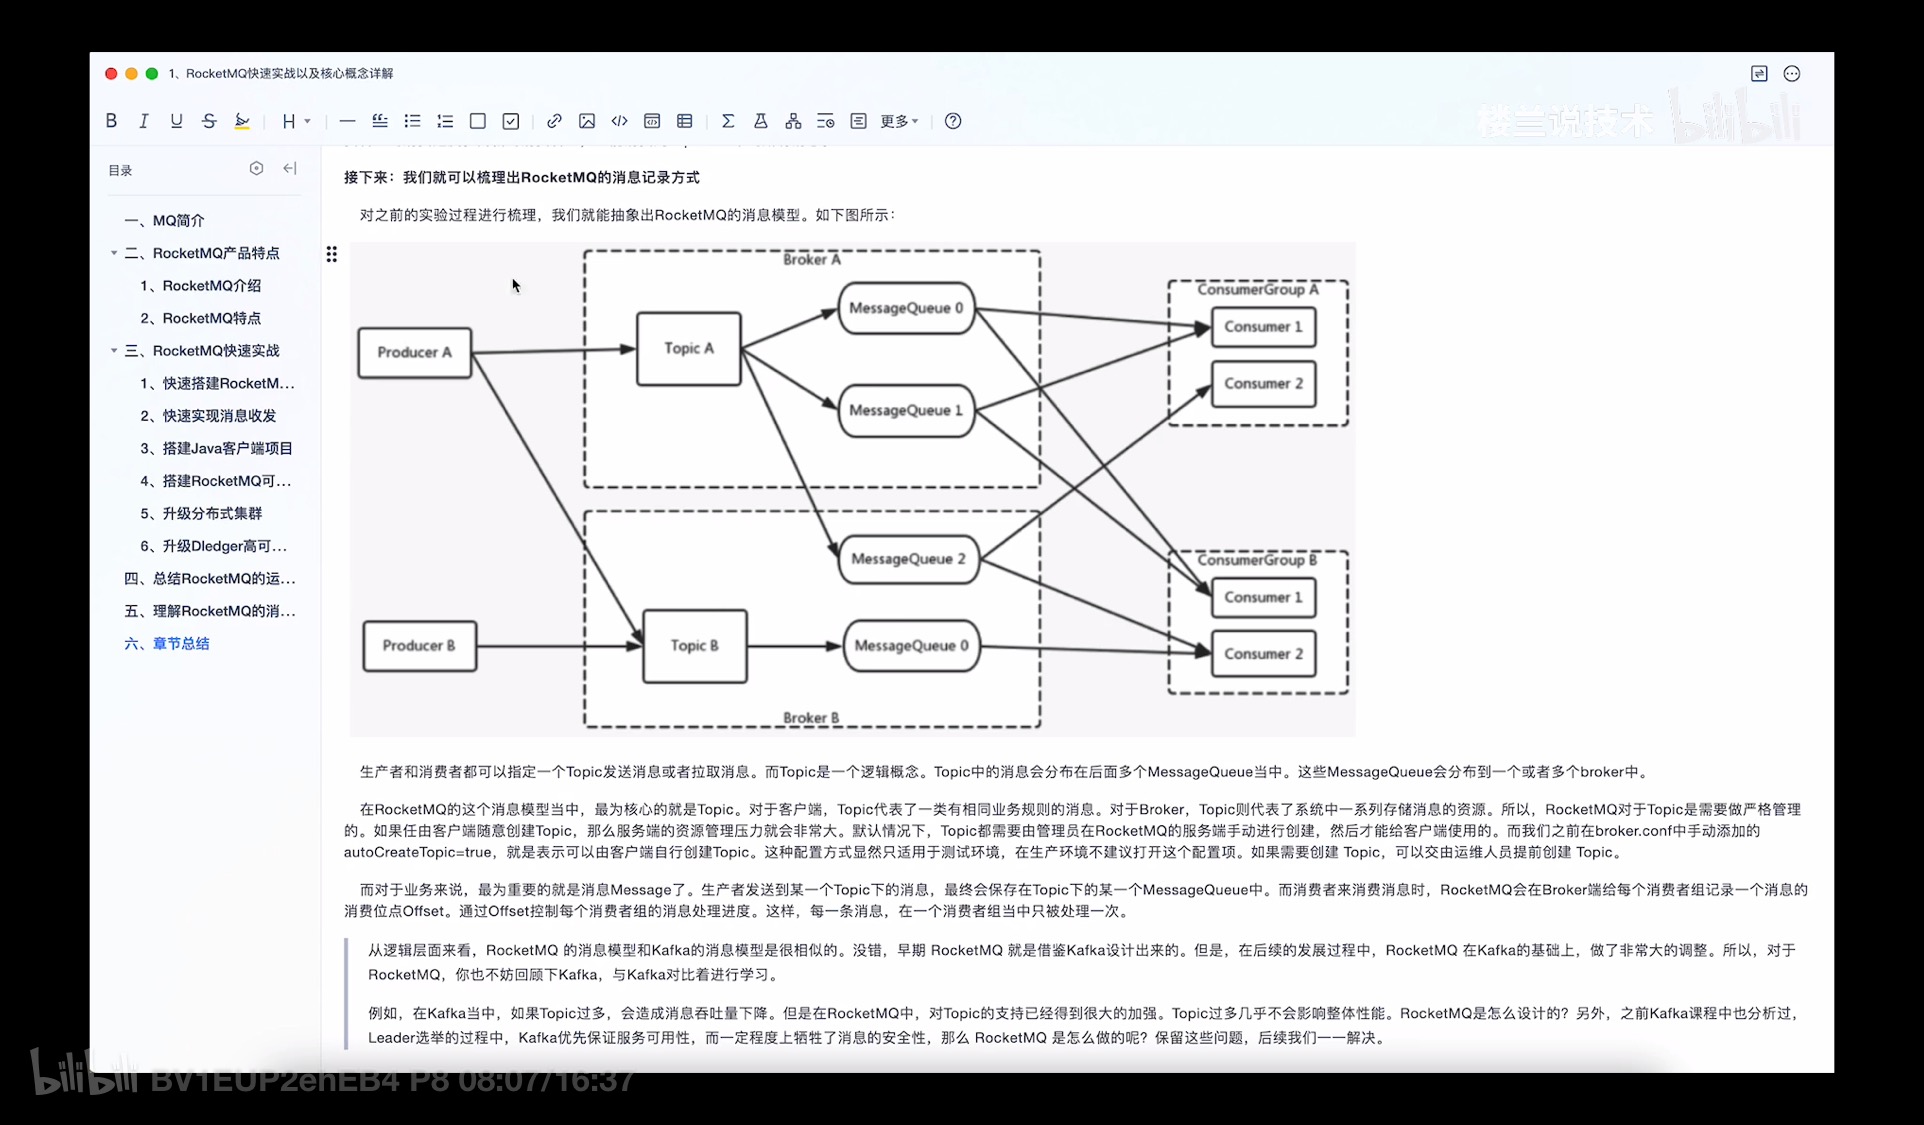 1、RocketMQ快速实战以及核心概念详解
B I U S H 更多
楼兰说技术 bilibili
目录
一、MQ简介
二、RocketMQ产品特点
1、RocketMQ介绍
2、RocketMQ特点
三、RocketMQ快速实战
1、快速搭建RocketM...
2、快速实现消息收发
3、搭建Java客户端项目
4、搭建RocketMQ可...
5、升级分布式集群
6、升级Dledger高可...
四、总结RocketMQ的运...
五、理解RocketMQ的消...
六、章节总结
接下来：我们就可以梳理出RocketMQ的消息记录方式
对之前的实验过程进行梳理，我们就能抽象出RocketMQ的消息模型。如下图所示：
Broker A
MessageQueue 0
ConsumerGroup A
Consumer 1
Producer A
Topic A
Consumer 2
MessageQueue 1
MessageQueue 2
ConsumerGroup B
Consumer 1
Producer B
Topic B
MessageQueue 0
Consumer 2
Broker B
生产者和消费者都可以指定一个Topic发送消息或者拉取消息。而Topic是一个逻辑概念。Topic中的消息会分布在后面多个MessageQueue当中。这些MessageQueue会分布到一个或者多个broker中。
在RocketMQ的这个消息模型当中，最为核心的就是Topic。对于客户端，Topic代表了一类有相同业务规则的消息。对于Broker，Topic则代表了系统中一系列存储消息的资源。所以，RocketMQ对于Topic是需要做严格管理
的。如果任由客户端随意创建Topic，那么服务端的资源管理压力就会非常大。默认情况下，Topic都需要由管理员在RocketMQ的服务端手动进行创建，然后才能给客户端使用的。而我们之前在broker.conf中手动添加的
autoCreateTopic=true，就是表示可以由客户端自行创建Topic。这种配置方式显然只适用于测试环境，在生产环境不建议打开这个配置项。如果需要创建 Topic，可以交由运维人员提前创建 Topic。
而对于业务来说，最为重要的就是消息Message了。生产者发送到某一个Topic下的消息，最终会保存在Topic下的某一个MessageQueue中。而消费者来消费消息时，RocketMQ会在Broker端给每个消费者组记录一个消息的
消费位点Offset。通过Offset控制每个消费者组的消息处理进度。这样，每一条消息，在一个消费者组当中只被处理一次。
从逻辑层面来看，RocketMQ 的消息模型和Kafka的消息模型是很相似的。没错，早期 RocketMQ 就是借鉴Kafka设计出来的。但是，在后续的发展过程中，RocketMQ 在Kafka的基础上，做了非常大的调整。所以，对于
RocketMQ，你也不妨回顾下Kafka，与Kafka对比着进行学习。
例如，在Kafka当中，如果Topic过多，会造成消息吞吐量下降。但是在RocketMQ中，对Topic的支持已经得到很大的加强。Topic过多几乎不会影响整体性能。RocketMQ是怎么设计的？另外，之前Kafka课程中也分析过，
Leader选举的过程中，Kafka优先保证服务可用性，而一定程度上牺牲了消息的安全性，那么 RocketMQ 是怎么做的呢？保留这些问题，后续我们一一解决。
bilibili BV1EUP2ehEB4 P8 08:07/16:37